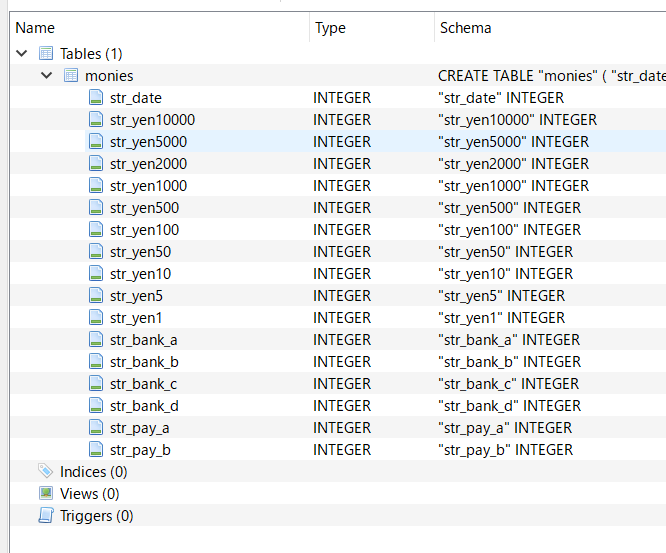 Name Type Schema
Tables (1)
monies CREATE TABLE "monies" ( "str_date
str_date INTEGER "str_date" INTEGER
str_yen10000 INTEGER "str_yen10000" INTEGER
str_yen5000 INTEGER "str_yen5000" INTEGER
str_yen2000 INTEGER "str_yen2000" INTEGER
str_yen1000 INTEGER "str_yen1000" INTEGER
str_yen500 INTEGER "str_yen500" INTEGER
str_yen100 INTEGER "str_yen100" INTEGER
str_yen50 INTEGER "str_yen50" INTEGER
str_yen10 INTEGER "str_yen10" INTEGER
str_yen5 INTEGER "str_yen5" INTEGER
str_yen1 INTEGER "str_yen1" INTEGER
str_bank_a INTEGER "str_bank_a" INTEGER
str_bank_b INTEGER "str_bank_b" INTEGER
str_bank_c INTEGER "str_bank_c" INTEGER
str_bank_d INTEGER "str_bank_d" INTEGER
str_pay_a INTEGER "str_pay_a" INTEGER
str_pay_b INTEGER "str_pay_b" INTEGER
Indices (0)
Views (0)
Triggers (0)